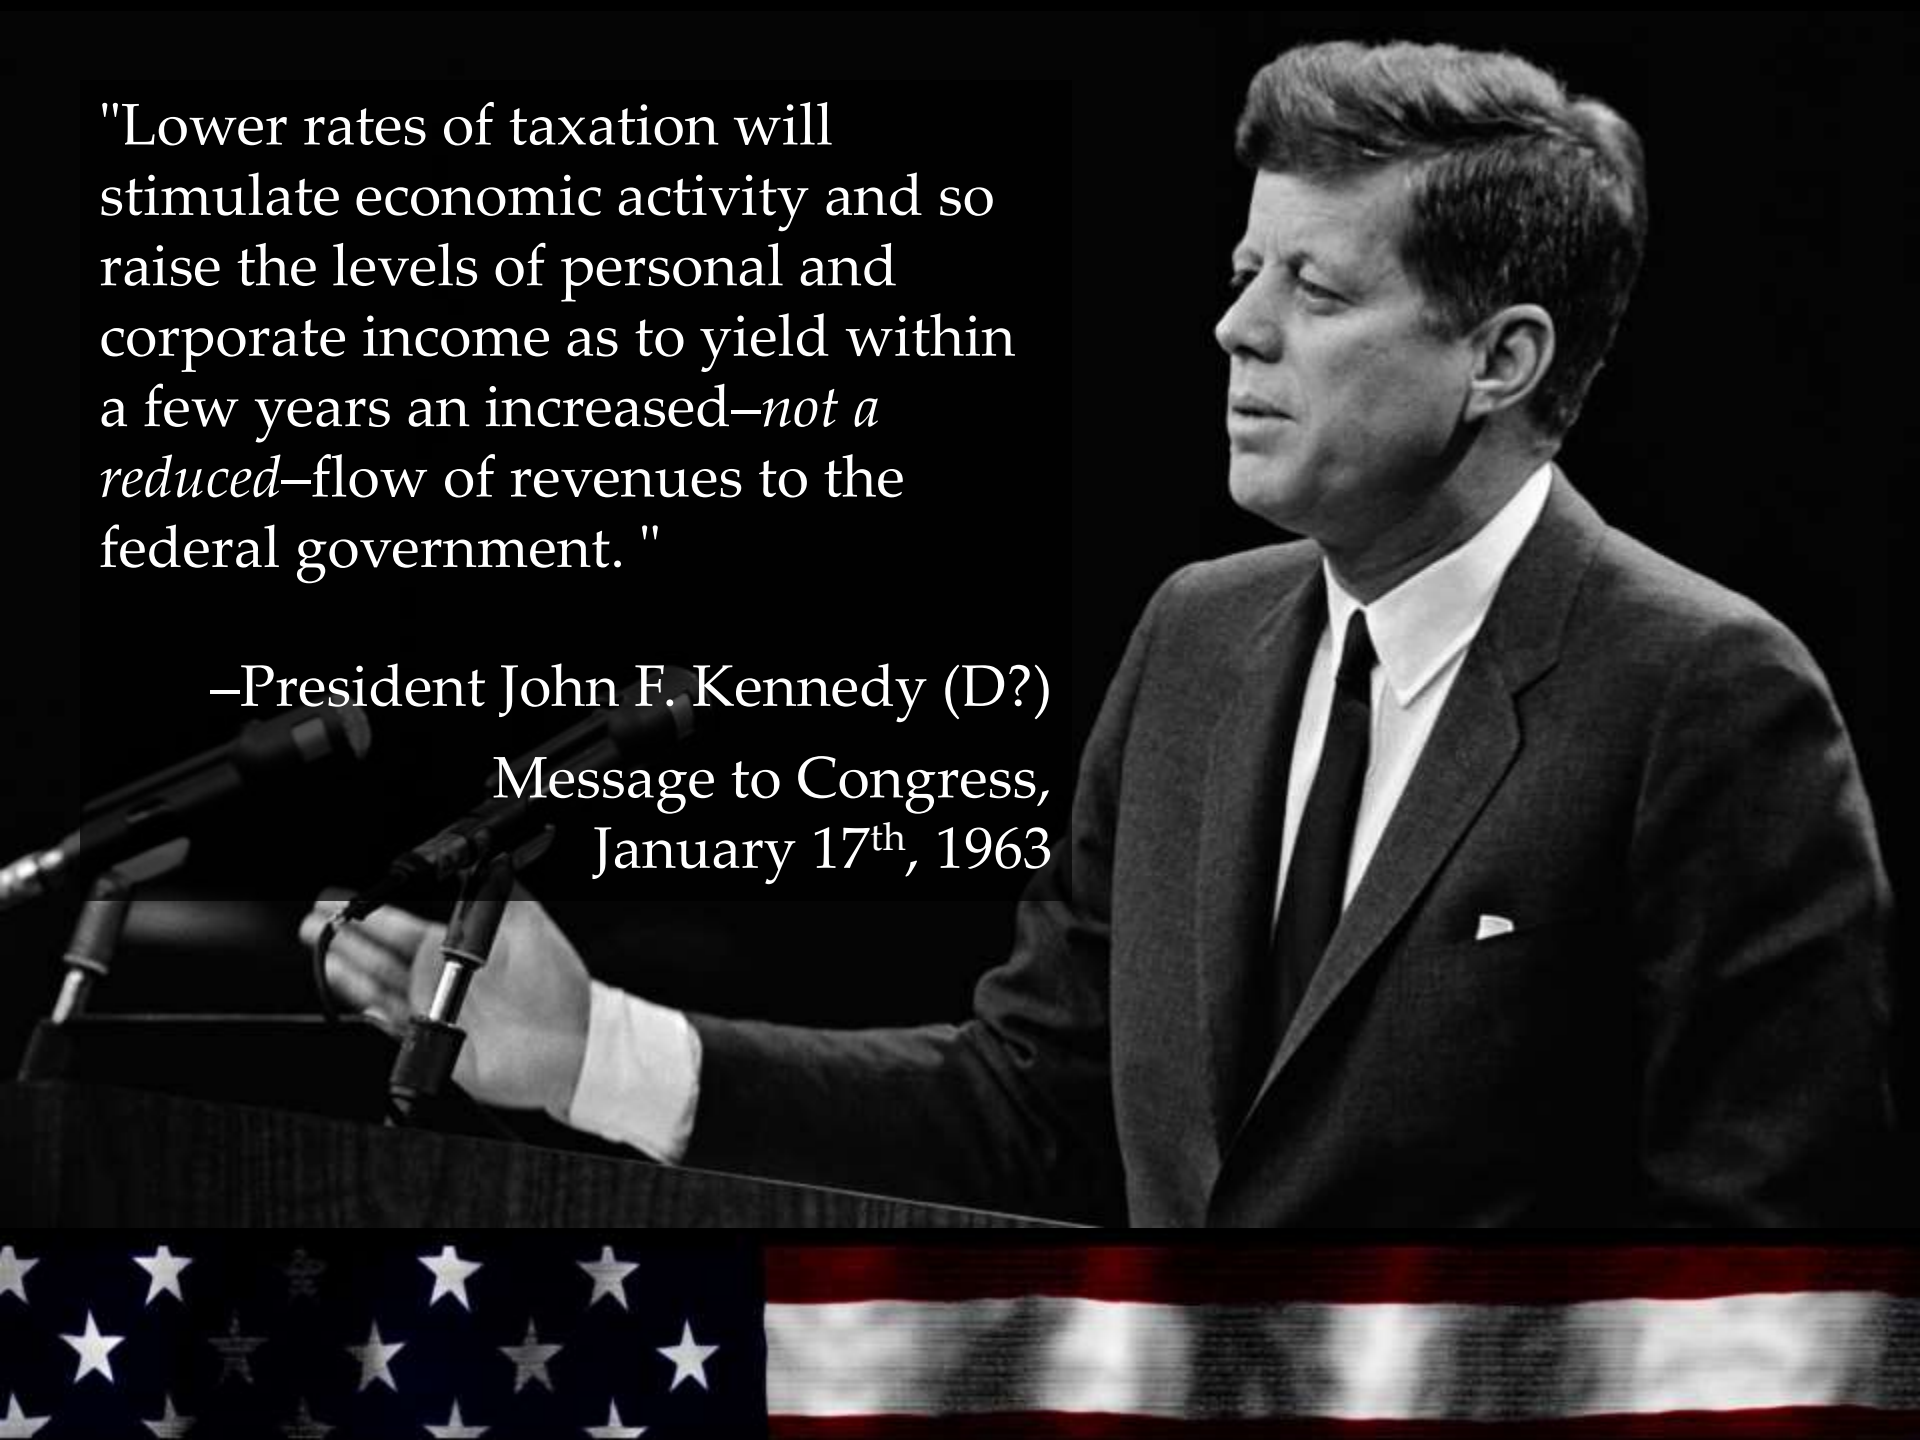 "Lower rates of taxation will
stimulate economic activity and so
raise the levels of personal and
corporate income as to yield within
a few years an increased–not a
reduced–flow of revenues to the
federal government. "
–President John F. Kennedy (D?)
Message to Congress,
January 17th, 1963